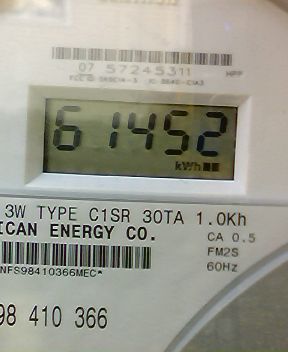 07 57245311 HPP
61452
kWh
3W TYPE C1SR 30TA 1.0Kh
ICAN ENERGY CO.
CA 0.5
FM2S
60Hz
NFS98410366MEC*
98 410 366